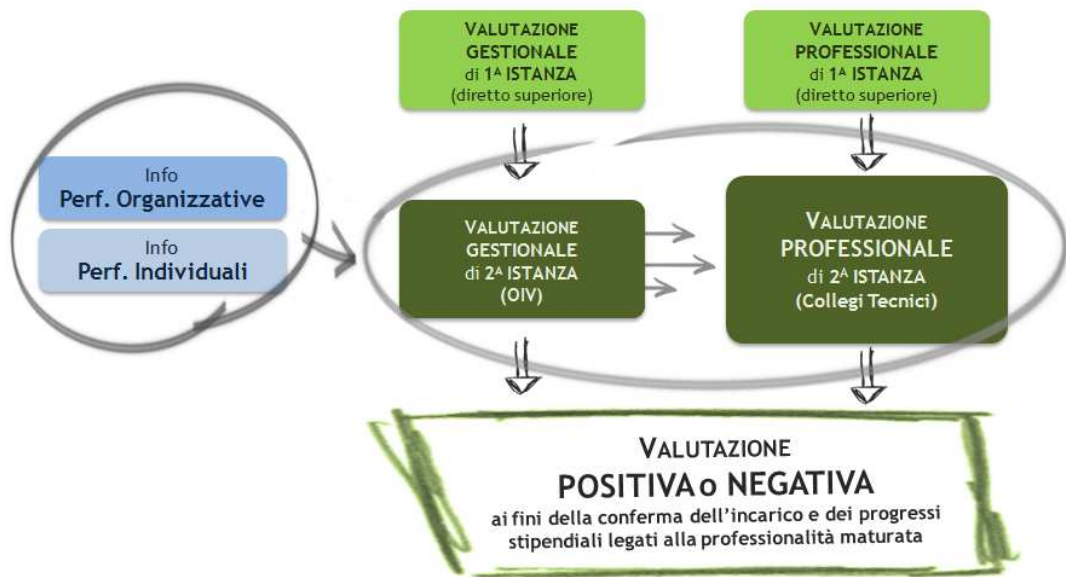 VALUTAZIONE
GESTIONALE
di 1ᴬ ISTANZA
(diretto superiore)
VALUTAZIONE
PROFESSIONALE
di 1ᴬ ISTANZA
(diretto superiore)
Info
Perf. Organizzative
Info
Perf. Individuali
VALUTAZIONE
GESTIONALE
di 2ᴬ ISTANZA
(OIV)
VALUTAZIONE
PROFESSIONALE
di 2ᴬ ISTANZA
(Collegi Tecnici)
VALUTAZIONE
POSITIVA o NEGATIVA
ai fini della conferma dell'incarico e dei progressi
stipendiali legati alla professionalità maturata